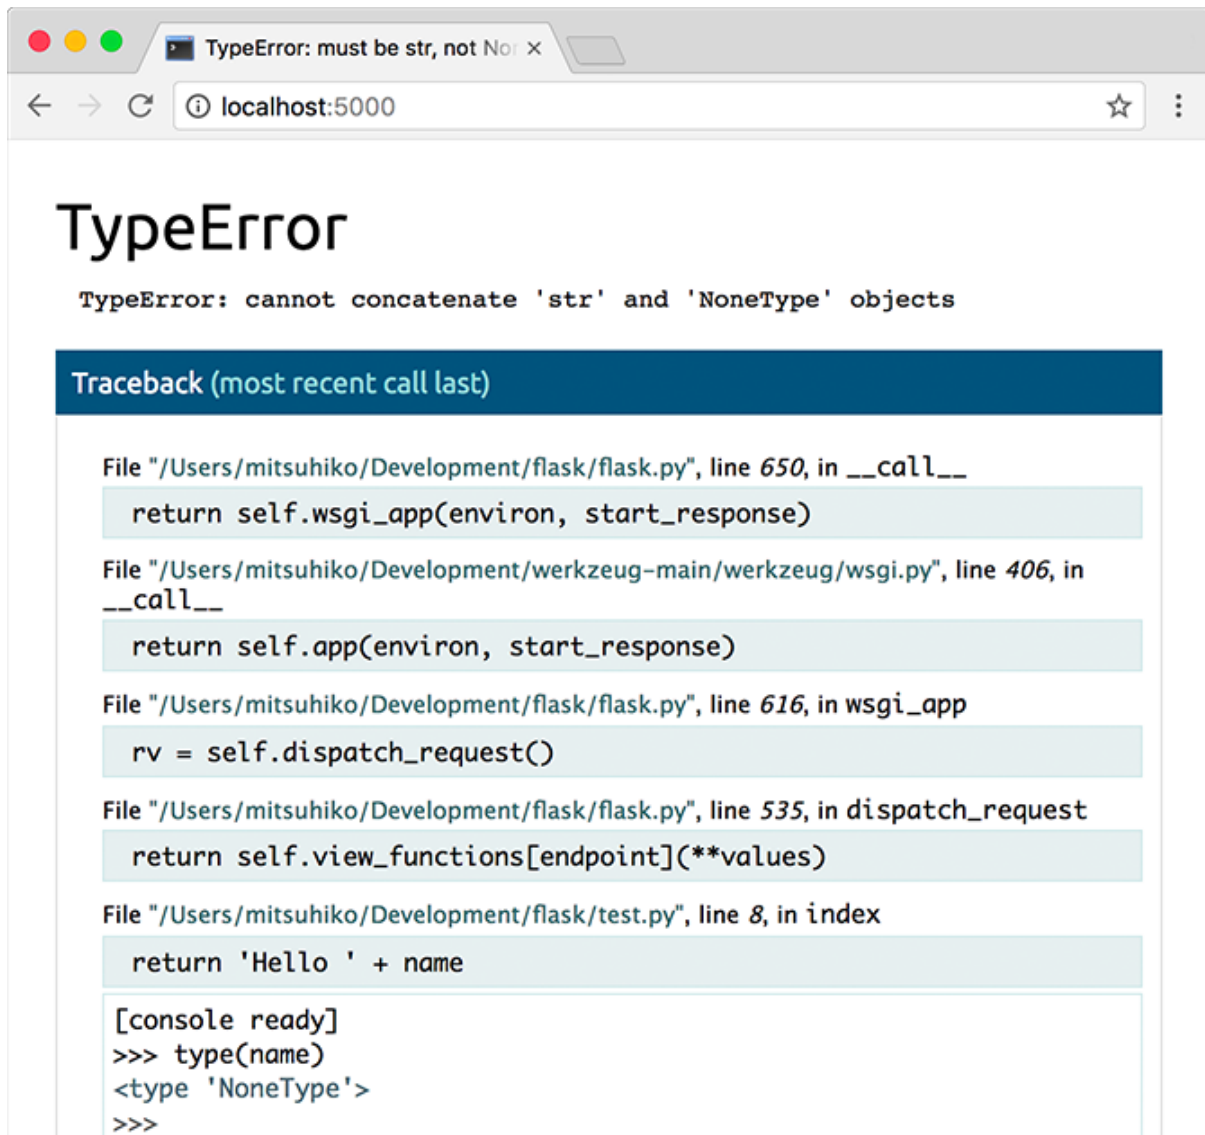 TypeError: must be str, not Non
localhost:5000
TypeError
TypeError: cannot concatenate 'str' and 'NoneType' objects
Traceback (most recent call last)
File "/Users/mitsuhiko/Development/flask/flask.py", line 650, in __call__
return self.wsgi_app(environ, start_response)
File "/Users/mitsuhiko/Development/werkzeug-main/werkzeug/wsgi.py", line 406, in
__call__
return self.app(environ, start_response)
File "/Users/mitsuhiko/Development/flask/flask.py", line 616, in wsgi_app
rv = self.dispatch_request()
File "/Users/mitsuhiko/Development/flask/flask.py", line 535, in dispatch_request
return self.view_functions[endpoint](**values)
File "/Users/mitsuhiko/Development/flask/test.py", line 8, in index
return 'Hello ' + name
[console ready]
>>> type(name)
<type 'NoneType'>
>>>